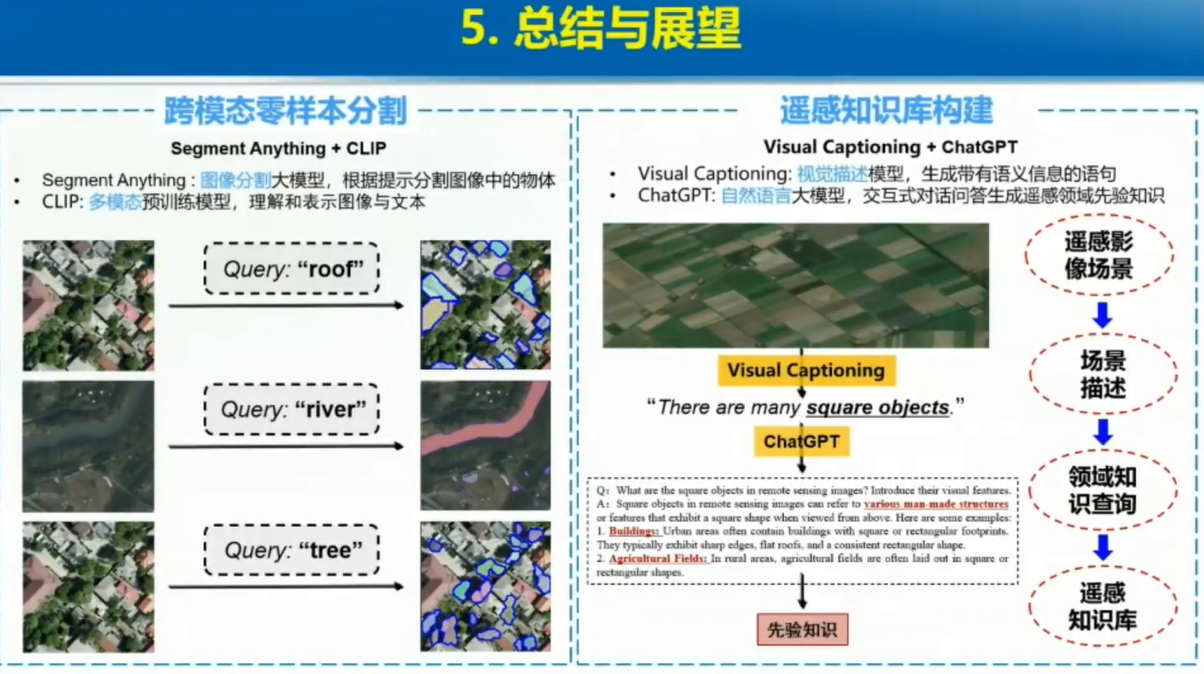 5. 总结与展望
跨模态零样本分割
Segment Anything + CLIP
• Segment Anything : 图像分割大模型，根据提示分割图像中的物体
• CLIP: 多模态预训练模型，理解和表示图像与文本
Query: “roof”
Query: “river”
Query: “tree”
遥感知识库构建
Visual Captioning + ChatGPT
• Visual Captioning: 视觉描述模型，生成带有语义信息的语句
• ChatGPT: 自然语言大模型，交互式对话问答生成遥感领域先验知识
Visual Captioning
“There are many square objects.”
ChatGPT
Q： What are the square objects in remote sensing images? Introduce their visual features.
A： Square objects in remote sensing images can refer to various man-made structures
or features that exhibit a square shape when viewed from above. Here are some examples:
1. Buildings: Urban areas often contain buildings with square or rectangular footprints.
They typically exhibit sharp edges, flat roofs, and a consistent rectangular shape.
2. Agricultural Fields: In rural areas, agricultural fields are often laid out in square or
rectangular shapes.
先验知识
遥感影
像场景
场景
描述
领域知
识查询
遥感
知识库